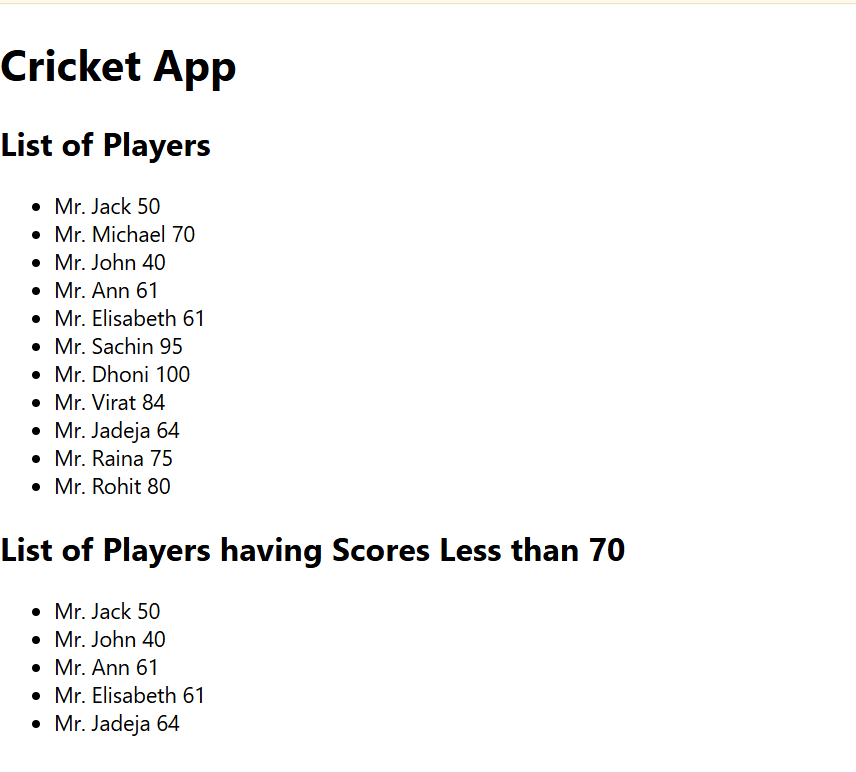 Cricket App
List of Players
Mr. Jack 50
Mr. Michael 70
Mr. John 40
Mr. Ann 61
Mr. Elisabeth 61
Mr. Sachin 95
Mr. Dhoni 100
Mr. Virat 84
Mr. Jadeja 64
Mr. Raina 75
Mr. Rohit 80
List of Players having Scores Less than 70
Mr. Jack 50
Mr. John 40
Mr. Ann 61
Mr. Elisabeth 61
Mr. Jadeja 64